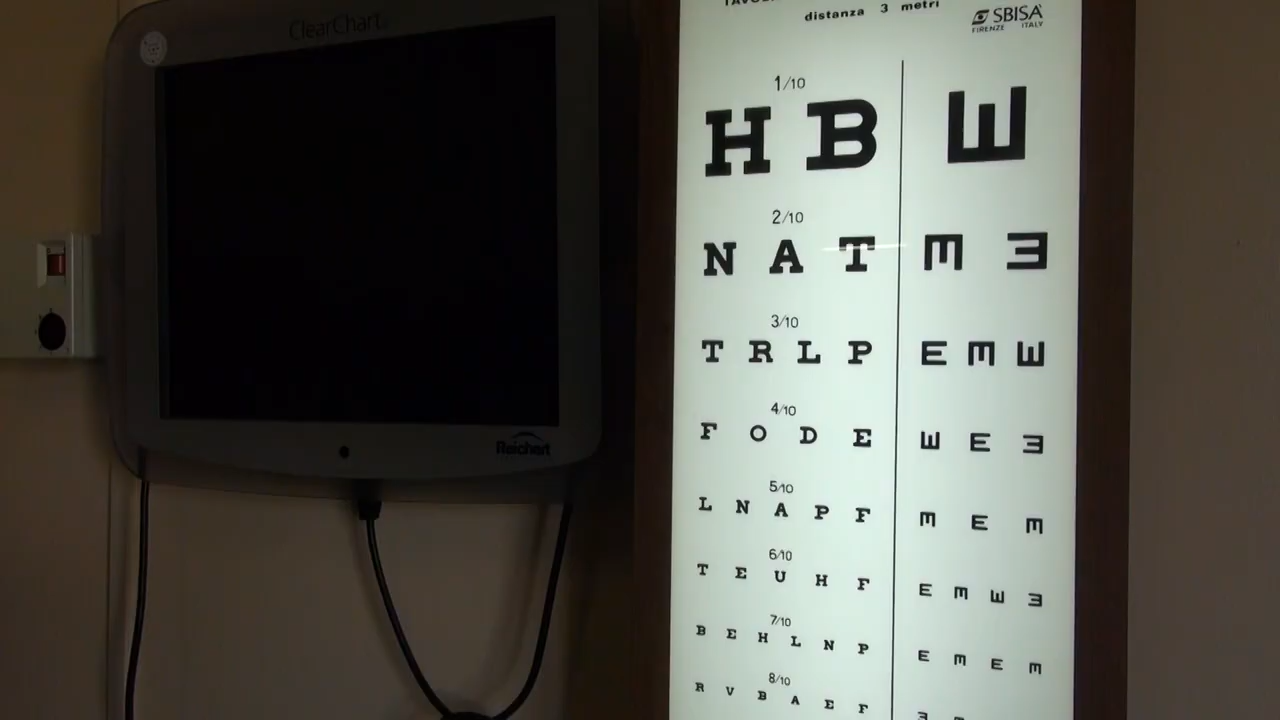 ClearChart
Reichart
distanza 3 metri
SBISA
FIRENZE ITALY
1/10
H B E
2/10
N A T E E
3/10
T R L P E E E
4/10
F O D E E E E
5/10
L N A P F E E E
6/10
T E U H F E E E E
7/10
B E H L N P E E E E
8/10
R V B A E F